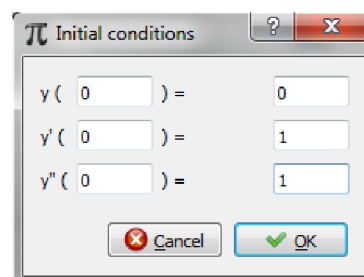 π Initial conditions ?
y ( 0 ) = 0
y' ( 0 ) = 1
y" ( 0 ) = 1
Cancel OK